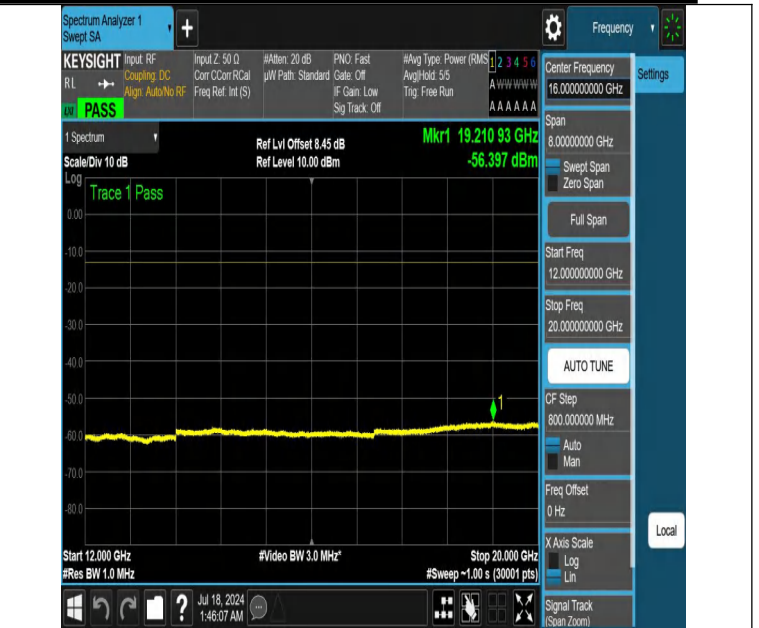 Spectrum Analyzer 1
Swept SA
+
Frequency
KEYSIGHT
RL
PASS
Input: RF
Coupling: DC
Align: Auto/No RF
Input Z: 50 Ω
Corr CCorr RCal
Freq Ref: Int (S)
#Atten: 20 dB
µW Path: Standard
PNO: Fast
Gate: Off
IF Gain: Low
Sig Track: Off
#Avg Type: Power (RMS
Avg|Hold: 5/5
Trig: Free Run
1 2 3 4 5 6
A W W W W W
A A A A A A
1 Spectrum
Scale/Div 10 dB
Ref Lvl Offset 8.45 dB
Ref Level 10.00 dBm
Mkr1 19.210 93 GHz
-56.397 dBm
Log
Trace 1 Pass
0.00
-10.0
-20.0
-30.0
-40.0
-50.0
-60.0
-70.0
-80.0
1
Start 12.000 GHz
#Res BW 1.0 MHz
#Video BW 3.0 MHz*
Stop 20.000 GHz
#Sweep ~1.00 s (30001 pts)
Jul 18, 2024
1:46:07 AM
?
Center Frequency
16.000000000 GHz
Settings
Span
8.00000000 GHz
Swept Span
Zero Span
Full Span
Start Freq
12.000000000 GHz
Stop Freq
20.000000000 GHz
AUTO TUNE
CF Step
800.000000 MHz
Auto
Man
Freq Offset
0 Hz
X Axis Scale
Log
Lin
Local
Signal Track
(Span Zoom)